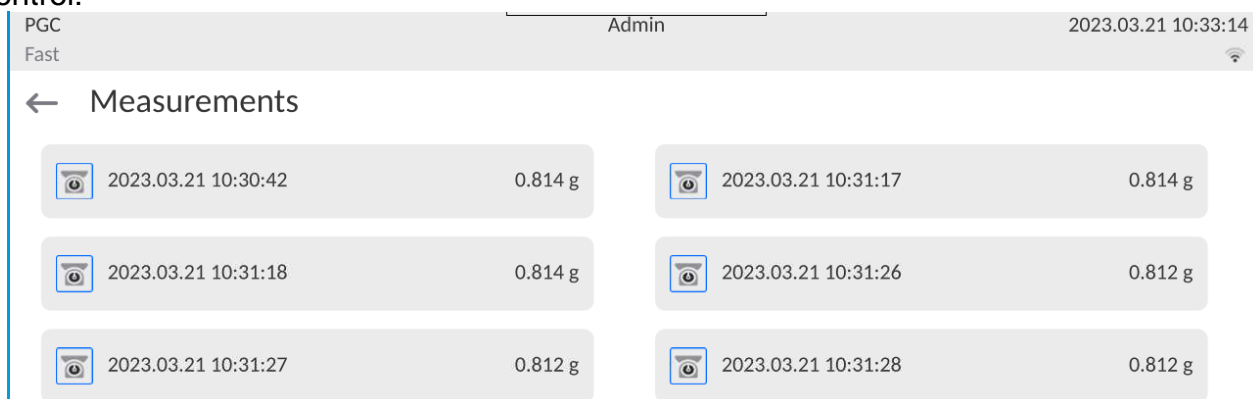 ontrol.
PGC Admin 2023.03.21 10:33:14
Fast
Measurements
2023.03.21 10:30:42 0.814 g 2023.03.21 10:31:17 0.814 g
2023.03.21 10:31:18 0.814 g 2023.03.21 10:31:26 0.812 g
2023.03.21 10:31:27 0.812 g 2023.03.21 10:31:28 0.812 g